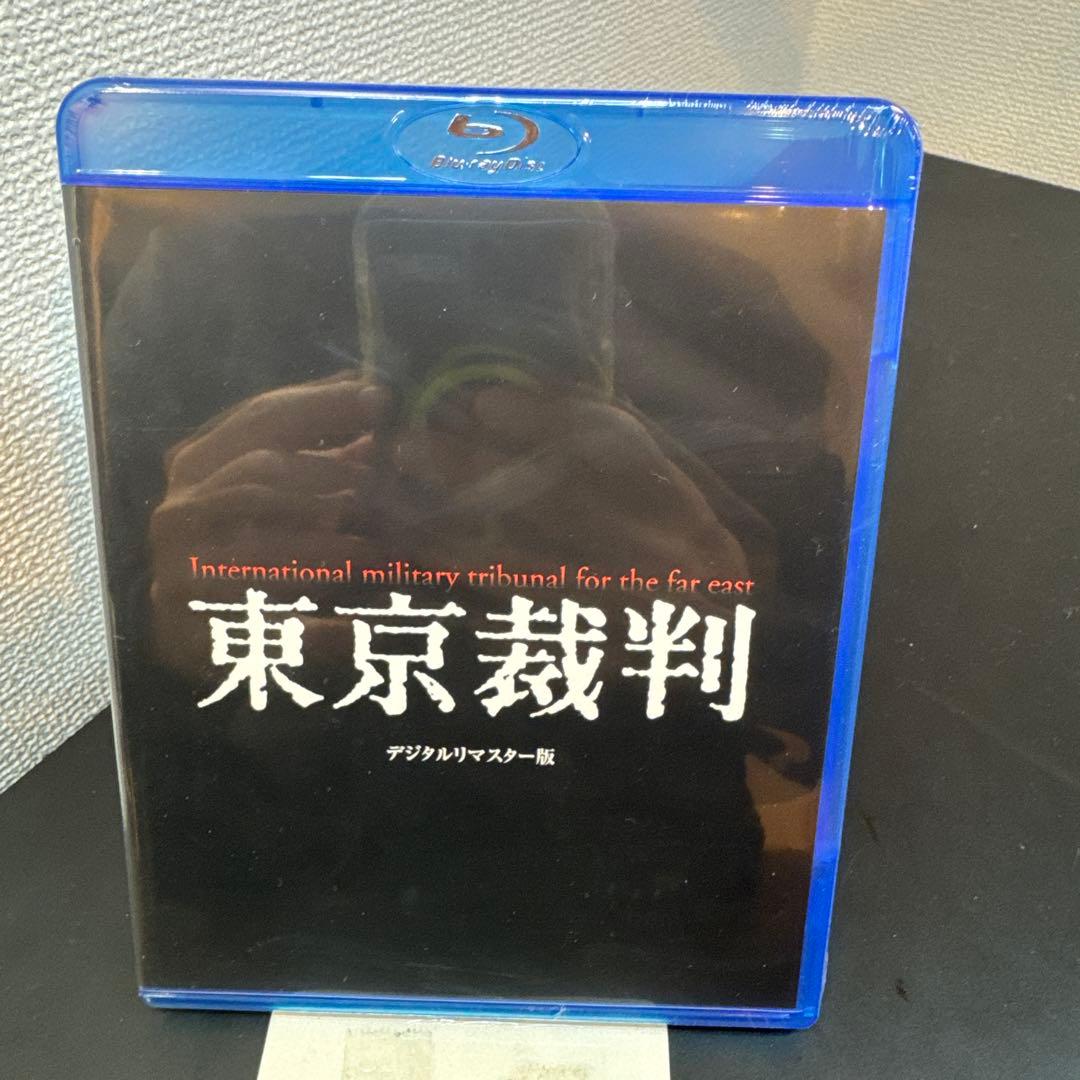 Blu-ray Disc
International military tribunal for the far east
東京裁判
デジタルリマスター版